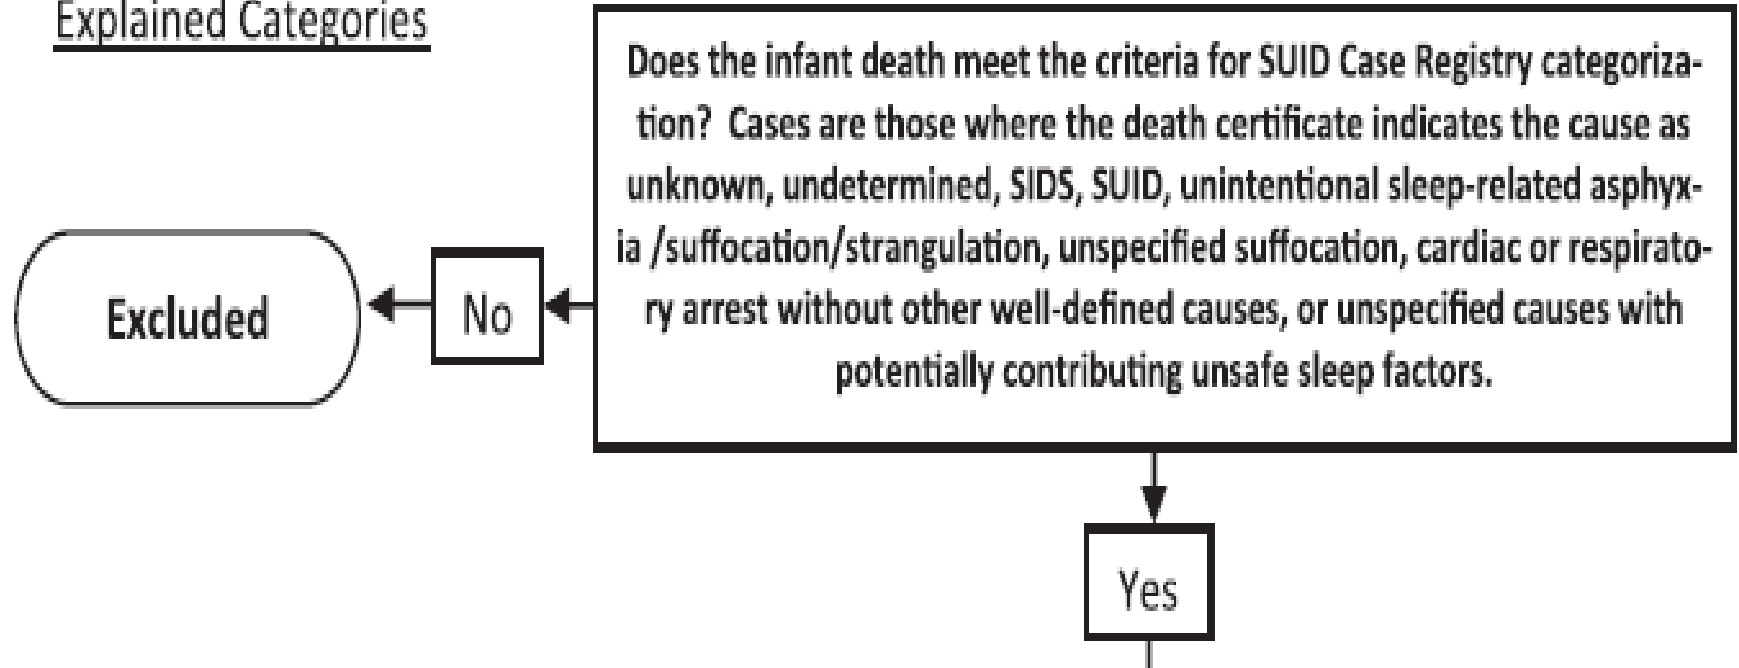 Explained Categories
Does the infant death meet the criteria for SUID Case Registry categoriza-
tion?  Cases are those where the death certificate indicates the cause as
unknown, undetermined, SIDS, SUID, unintentional sleep-related asphyx-
ia /suffocation/strangulation, unspecified suffocation, cardiac or respirato-
ry arrest without other well-defined causes, or unspecified causes with
potentially contributing unsafe sleep factors.
No
Excluded
Yes